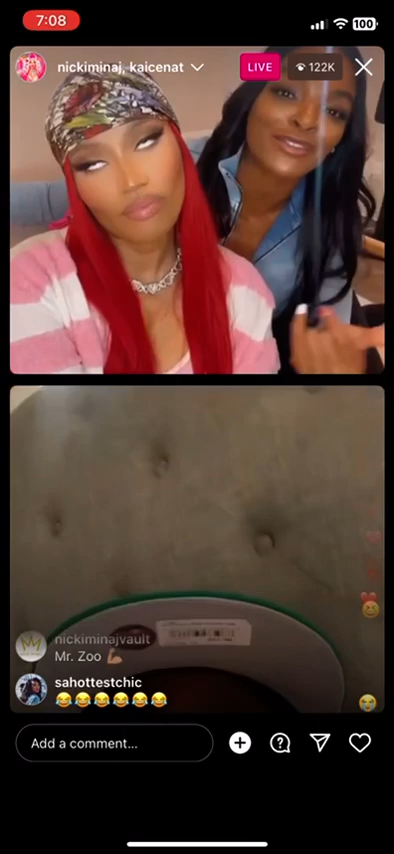 7:08
100
nickiminaj, kaicenat
LIVE
122K
nickiminajvault
Mr. Zoo 💪🏼
sahottestchic
😂😂😂😂😂😂
Add a comment...